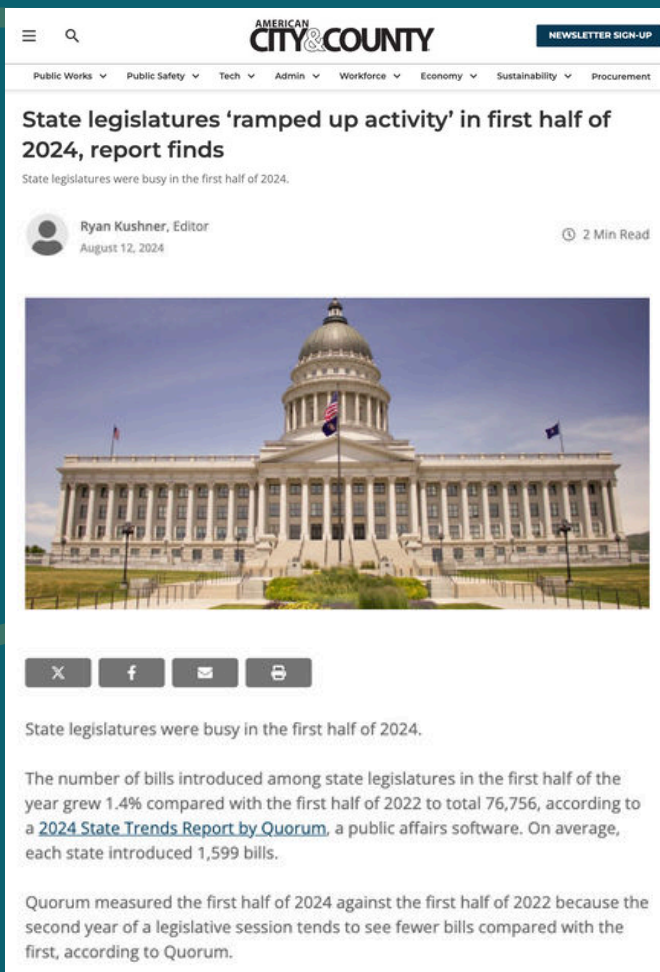 AMERICAN
CITY&COUNTY
NEWSLETTER SIGN-UP
Public Works Public Safety Tech Admin Workforce Economy Sustainability Procurement
State legislatures ‘ramped up activity’ in first half of
2024, report finds
State legislatures were busy in the first half of 2024.
Ryan Kushner, Editor
August 12, 2024
2 Min Read
State legislatures were busy in the first half of 2024.
The number of bills introduced among state legislatures in the first half of the
year grew 1.4% compared with the first half of 2022 to total 76,756, according to
a 2024 State Trends Report by Quorum, a public affairs software. On average,
each state introduced 1,599 bills.
Quorum measured the first half of 2024 against the first half of 2022 because the
second year of a legislative session tends to see fewer bills compared with the
first, according to Quorum.